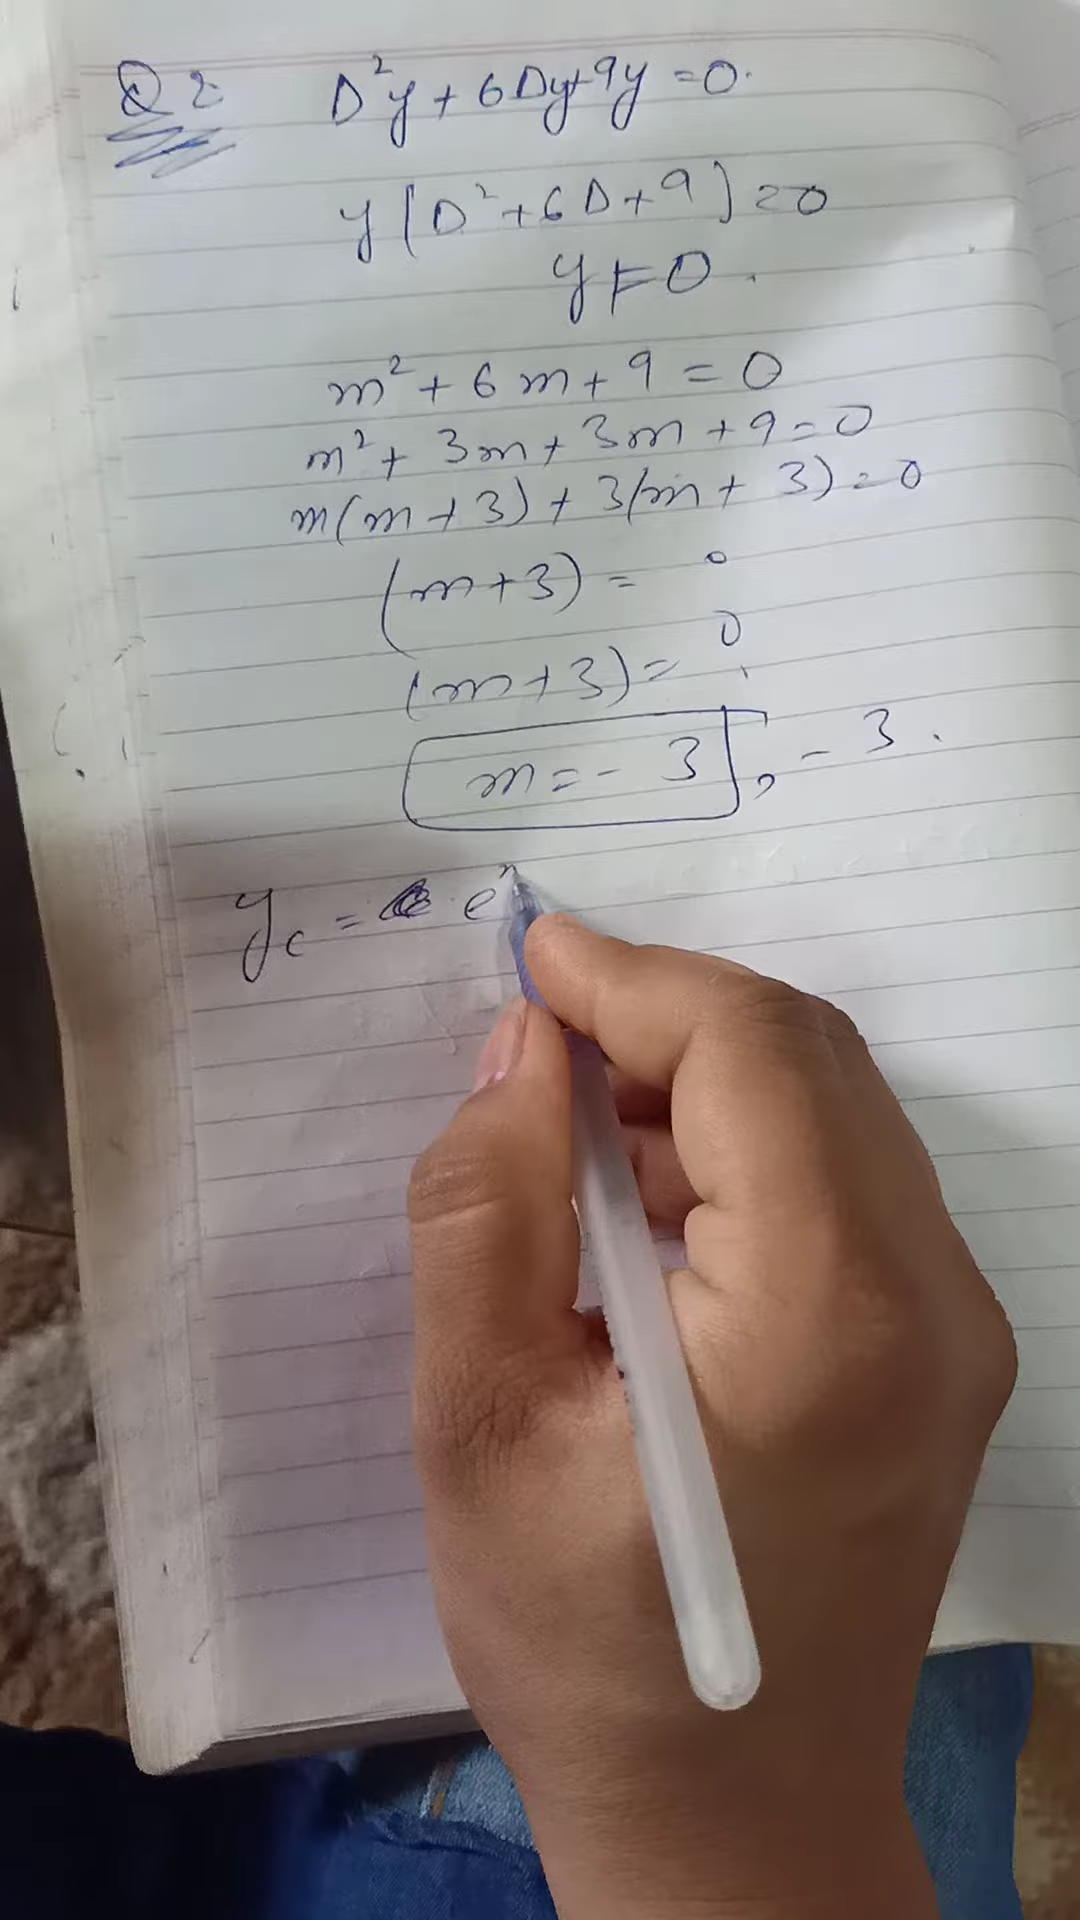 Q2 D²y + 6Dy+9y = 0.
y(D²+6D+9)=0
y≠0.
m² + 6m + 9 = 0
m² + 3m + 3m + 9 = 0
m(m+3) + 3(m+3) = 0
(m+3) = 0
(m+3) = 0
m = -3, -3.
y_c = e